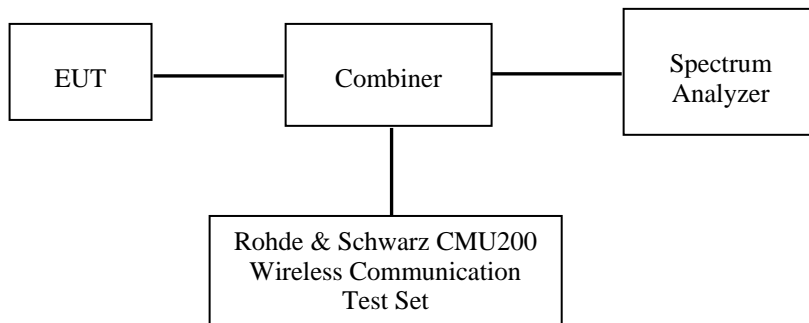 EUT
Combiner
Spectrum
Analyzer
Rohde & Schwarz CMU200
Wireless Communication
Test Set